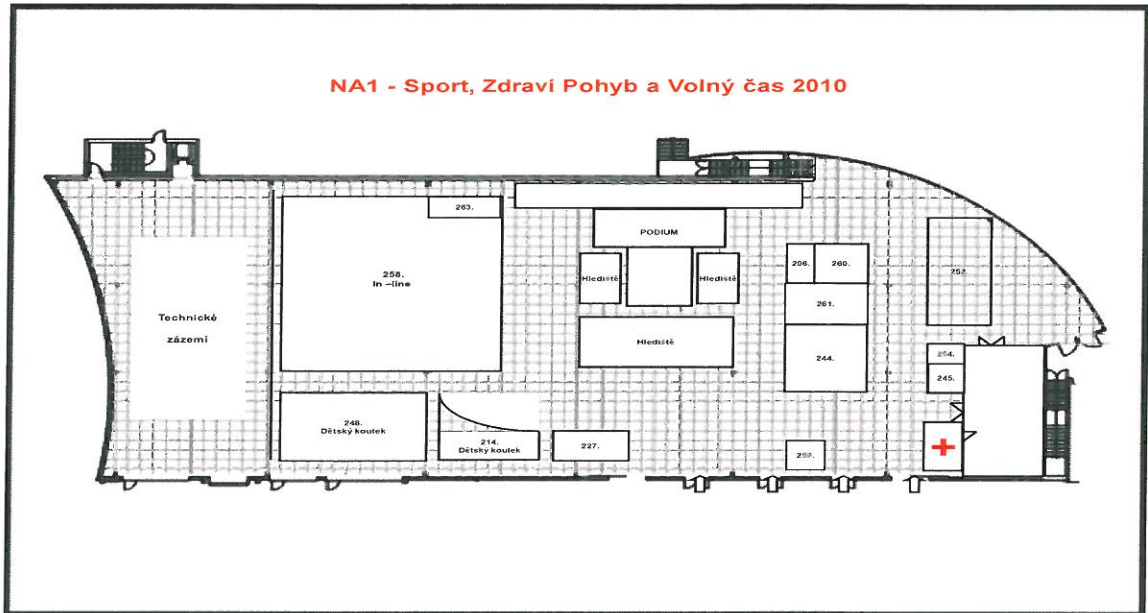 NA1 - Sport, Zdraví Pohyb a Volný čas 2010
263.
PODIUM
258.
In –line
Hlediště
Hlediště
206.
260.
252.
261.
Technické
zázemí
Hlediště
244.
254.
245.
248.
Dětský koutek
214.
Dětský koutek
227.